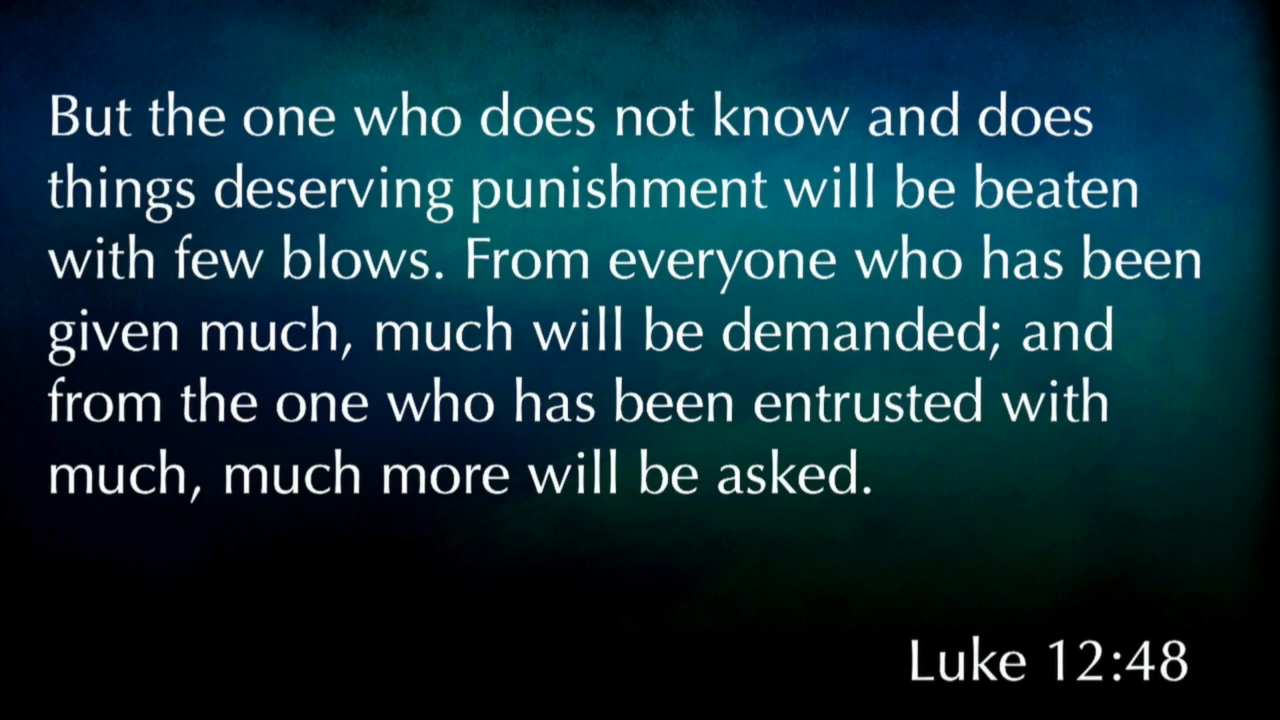 But the one who does not know and does
things deserving punishment will be beaten
with few blows. From everyone who has been
given much, much will be demanded; and
from the one who has been entrusted with
much, much more will be asked.
Luke 12:48